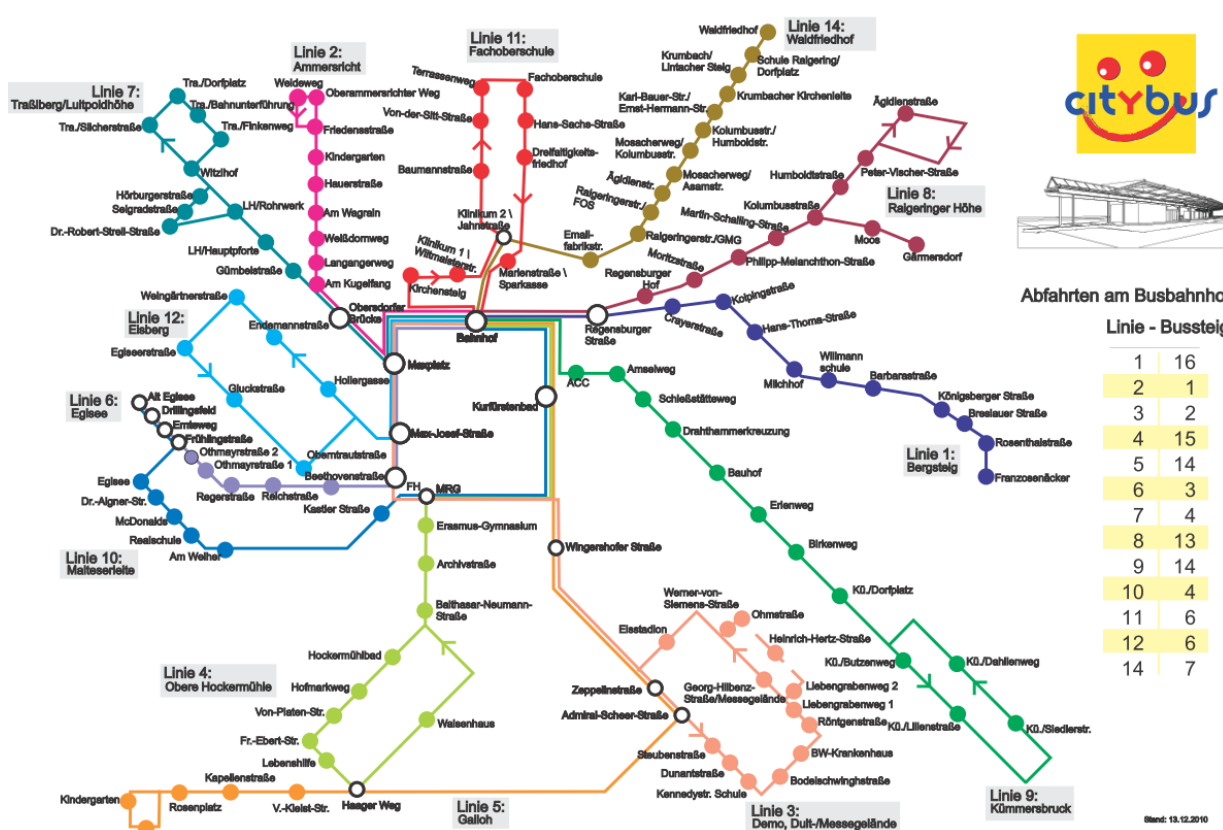 Linie 14:
Waldfriedhof
Waldfriedhof
Krumbach/
Lintacher Steig
Schule Raigering/
Dorfplatz
Krumbacher Kirchenleite
Karl-Bauer-Str./
Ernst-Hermann-Str.
Kolumbusstr./
Humboldstr.
Mosacherweg/
Kolumbusstr.
Mosacherweg/
Asamstr.
Ägidienstr.
Raigeringerstr./
FOS
Raigeringerstr./GMG
Email-
fabrikstr.
Linie 11:
Fachoberschule
Terrassenweg
Fachoberschule
Von-der-Sitt-Straße
Hans-Sachs-Straße
Baumannstraße
Dreifaltigkeits-
friedhof
Klinikum 2 \
Jahnstraße
Klinikum 1 \
Wittmaisterstr.
Kirchensteig
Marienstraße \
Sparkasse
Linie 2:
Ammersricht
Weideweg
Oberammersrichter Weg
Friedensstraße
Kindergarten
Hauerstraße
Am Wagrain
Weißdornweg
Langangerweg
Am Kugelfang
Linie 7:
Traßlberg/Luitpoldhöhe
Tra./Dorfplatz
Tra./Bahnunterführung
Tra./Silcherstraße
Tra./Finkenweg
Witzlhof
Hörburgerstraße
Selgradstraße
Dr.-Robert-Strell-Straße
LH/Rohrwerk
LH/Hauptpforte
Gümbelstraße
Obersdorfer
Brücke
Maxplatz
Bahnhof
Regensburger
Straße
citybus
Linie 8:
Raigeringer Höhe
Ägidienstraße
Peter-Vischer-Straße
Humboldtstraße
Kolumbusstraße
Moos
Gärmersdorf
Martin-Schalling-Straße
Philipp-Melanchthon-Straße
Moritzstraße
Regensburger
Hof
Linie 1:
Bergsteig
Crayerstraße
Kolpingstraße
Hans-Thoma-Straße
Milchhof
Willmann
schule
Barbarastraße
Königsberger Straße
Breslauer Straße
Rosenthalstraße
Franzosenäcker
Linie 12:
Eisberg
Weingärtnerstraße
Endemannstraße
Eglseerstraße
Gluckstraße
Hollergasse
Oberntrautstraße
Max-Josef-Straße
Kurfürstenbad
Linie 6:
Eglsee
Alt Eglsee
Drillingsfeld
Ernteweg
Frühlingstraße
Othmayrstraße 2
Othmayrstraße 1
Regerstraße
Reichstraße
Beethovenstraße
FH
MRG
Linie 10:
Malteserleite
Eglsee
Dr.-Aigner-Str.
McDonalds
Realschule
Am Weiher
Kastler Straße
Linie 4:
Obere Hockermühle
Erasmus-Gymnasium
Archivstraße
Balthasar-Neumann-
Straße
Hockermühlbad
Hofmarkweg
Von-Platen-Str.
Fr.-Ebert-Str.
Lebenshilfe
Waisenhaus
Haager Weg
Linie 5:
Galloh
Kindergarten
Rosenplatz
Kapellenstraße
V.-Kleist-Str.
Wingershofer Straße
Zeppelinstraße
Admiral-Scheer-Straße
Linie 3:
Demo, Dult-/Messegelände
Eisstadion
Werner-von-
Siemens-Straße
Ohmstraße
Heinrich-Hertz-Straße
Georg-Hilbenz-
Straße/Messegelände
Liebengrabenweg 2
Liebengrabenweg 1
Röntgenstraße
BW-Krankenhaus
Bodelschwinghstraße
Steubenstraße
Dunantstraße
Kennedystr. Schule
Linie 9:
Kümmersbruck
ACC
Amselweg
Schießstätteweg
Drahthammerkreuzung
Bauhof
Erlenweg
Birkenweg
Kü./Dorfplatz
Kü./Butzenweg
Kü./Lilienstraße
Kü./Dahlienweg
Kü./Siedlerstr.
Abfahrten am Busbahnho
Linie - Bussteig
1 16
2 1
3 2
4 15
5 14
6 3
7 4
8 13
9 14
10 4
11 6
12 6
14 7
Stand: 13.12.2010